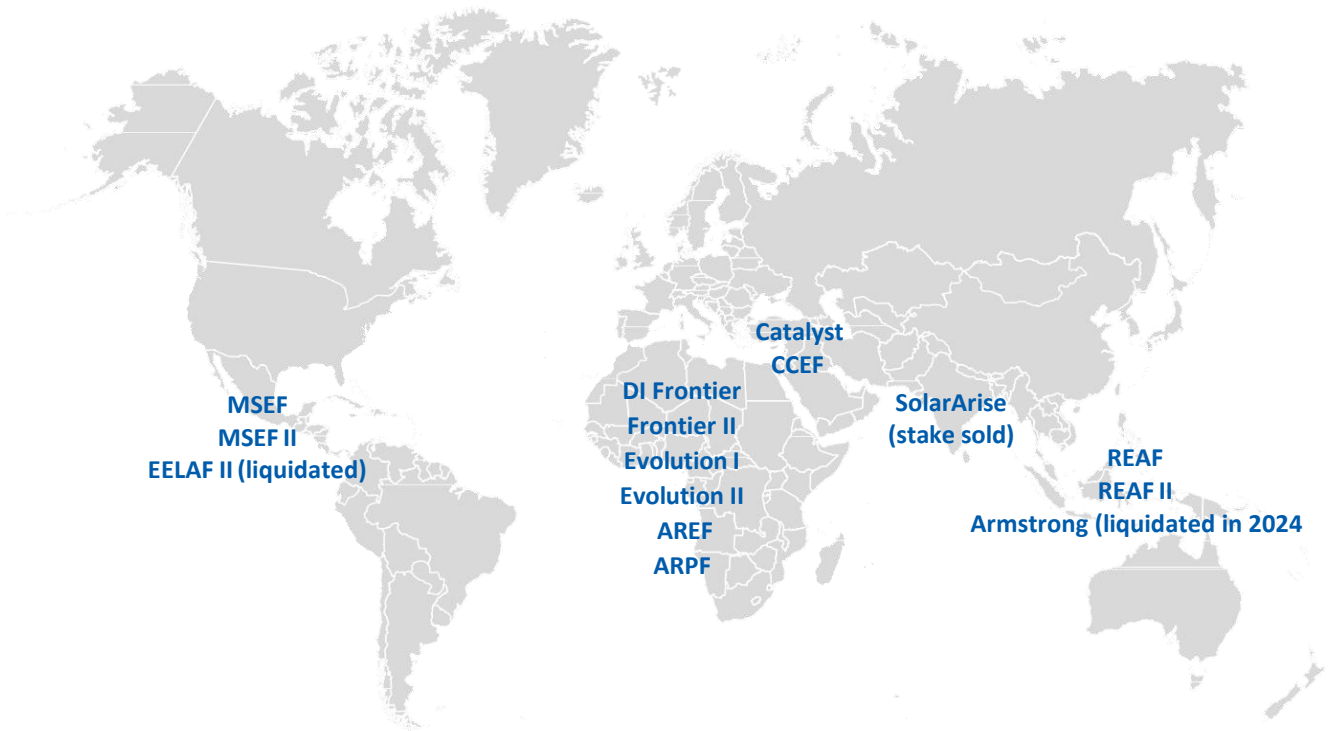 MSEF
MSEF II
EELAF II (liquidated)
DI Frontier
Frontier II
Evolution I
Evolution II
AREF
ARPF
Catalyst
CCEF
SolarArise
(stake sold)
REAF
REAF II
Armstrong (liquidated in 2024